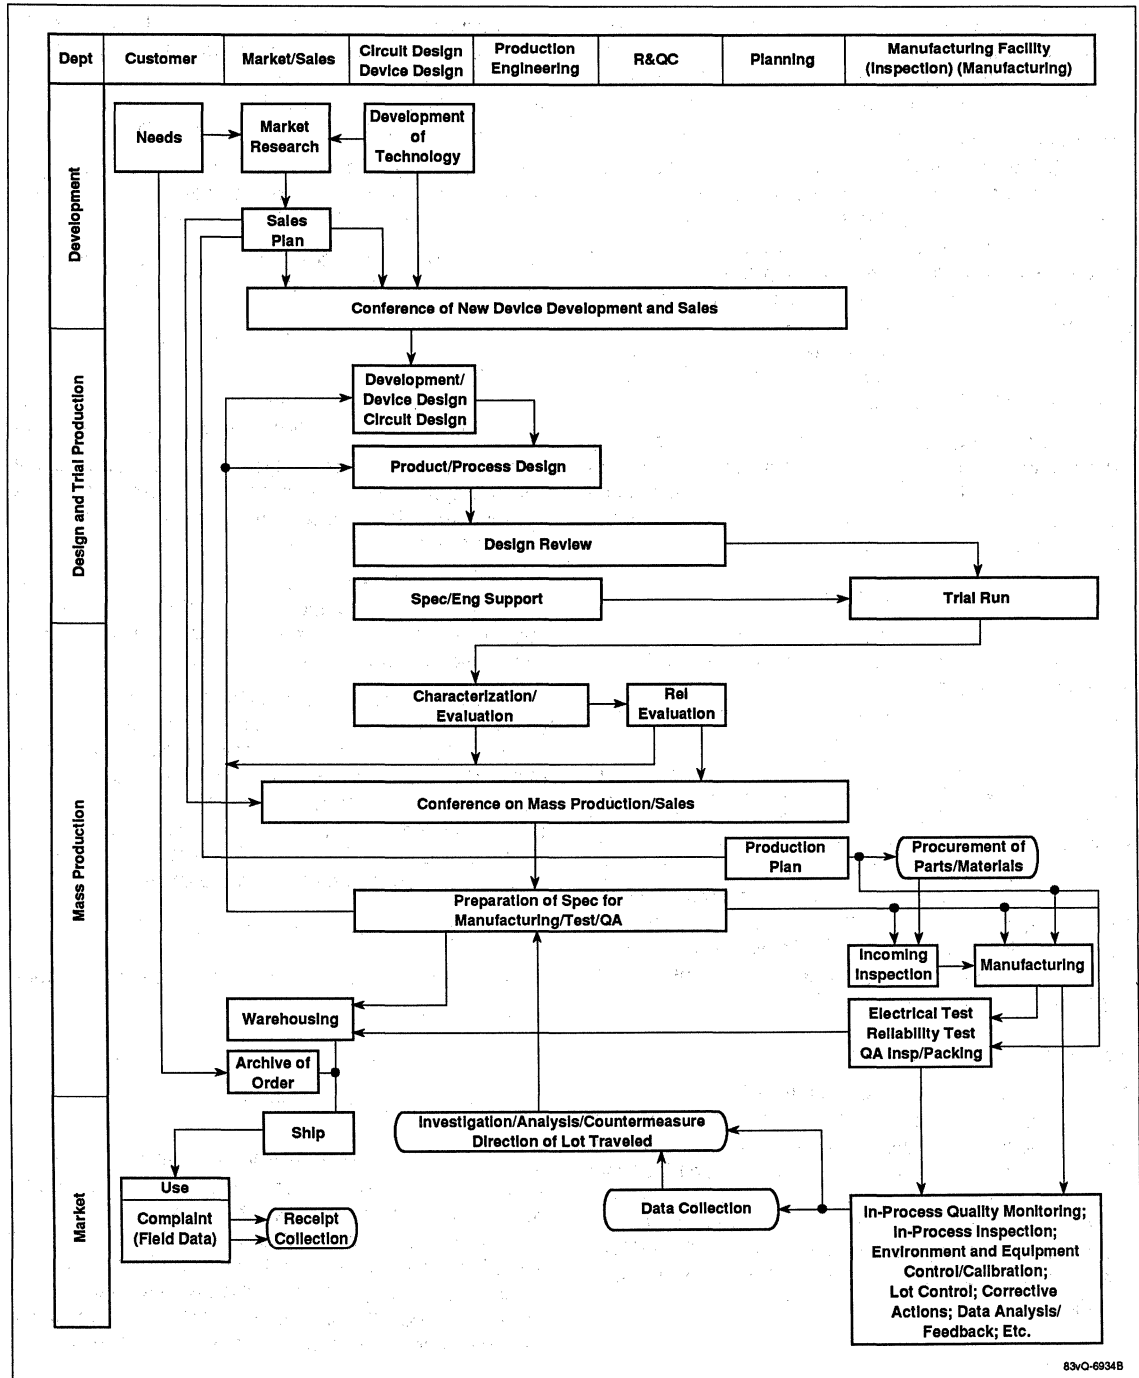 Dept
Customer
Market/Sales
Circuit Design
Device Design
Production
Engineering
R&QC
Planning
Manufacturing Facility
(Inspection) (Manufacturing)
Development
Needs
Market
Research
Development
of
Technology
Sales
Plan
Conference of New Device Development and Sales
Design and Trial Production
Development/
Device Design
Circuit Design
Product/Process Design
Design Review
Spec/Eng Support
Trial Run
Mass Production
Characterization/
Evaluation
Rel
Evaluation
Conference on Mass Production/Sales
Production
Plan
Procurement of
Parts/Materials
Preparation of Spec for
Manufacturing/Test/QA
Incoming
Inspection
Manufacturing
Warehousing
Electrical Test
Reliability Test
QA Insp/Packing
Archive of
Order
Market
Ship
Investigation/Analysis/Countermeasure
Direction of Lot Traveled
Use
Complaint
(Field Data)
Receipt
Collection
Data Collection
In-Process Quality Monitoring;
In-Process Inspection;
Environment and Equipment
Control/Calibration;
Lot Control; Corrective
Actions; Data Analysis/
Feedback; Etc.
83vQ-6934B